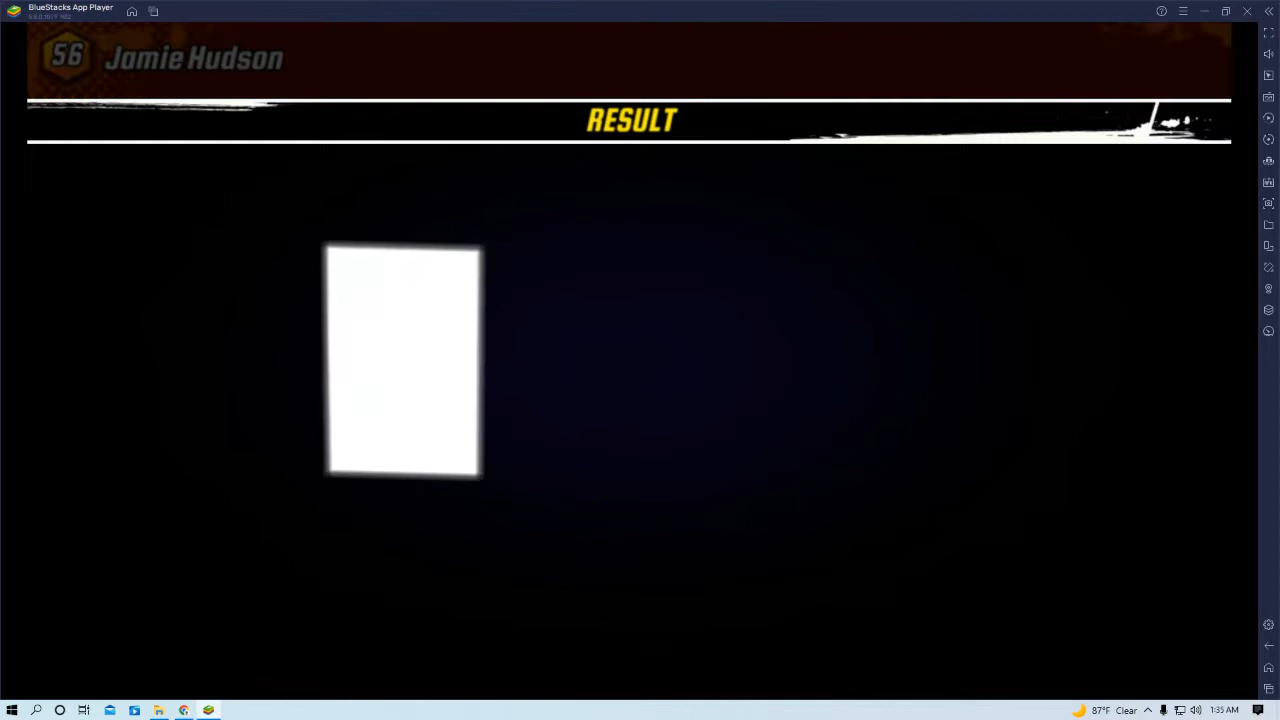 BlueStacks App Player
56
Jamie Hudson
RESULT
87°F Clear
1:35 AM